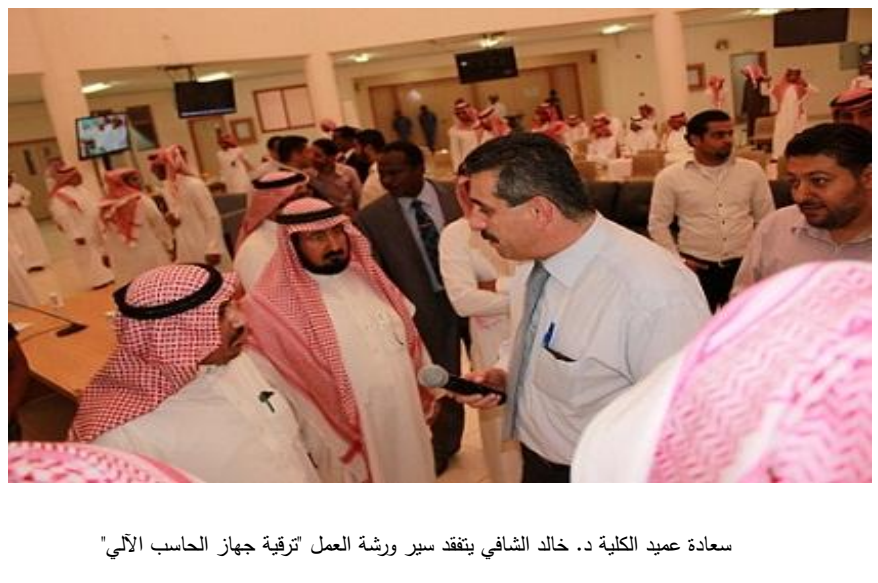 سعادة عميد الكلية د. خالد الشافي يتفقد سير ورشة العمل "ترقية جهاز الحاسب الآلي"